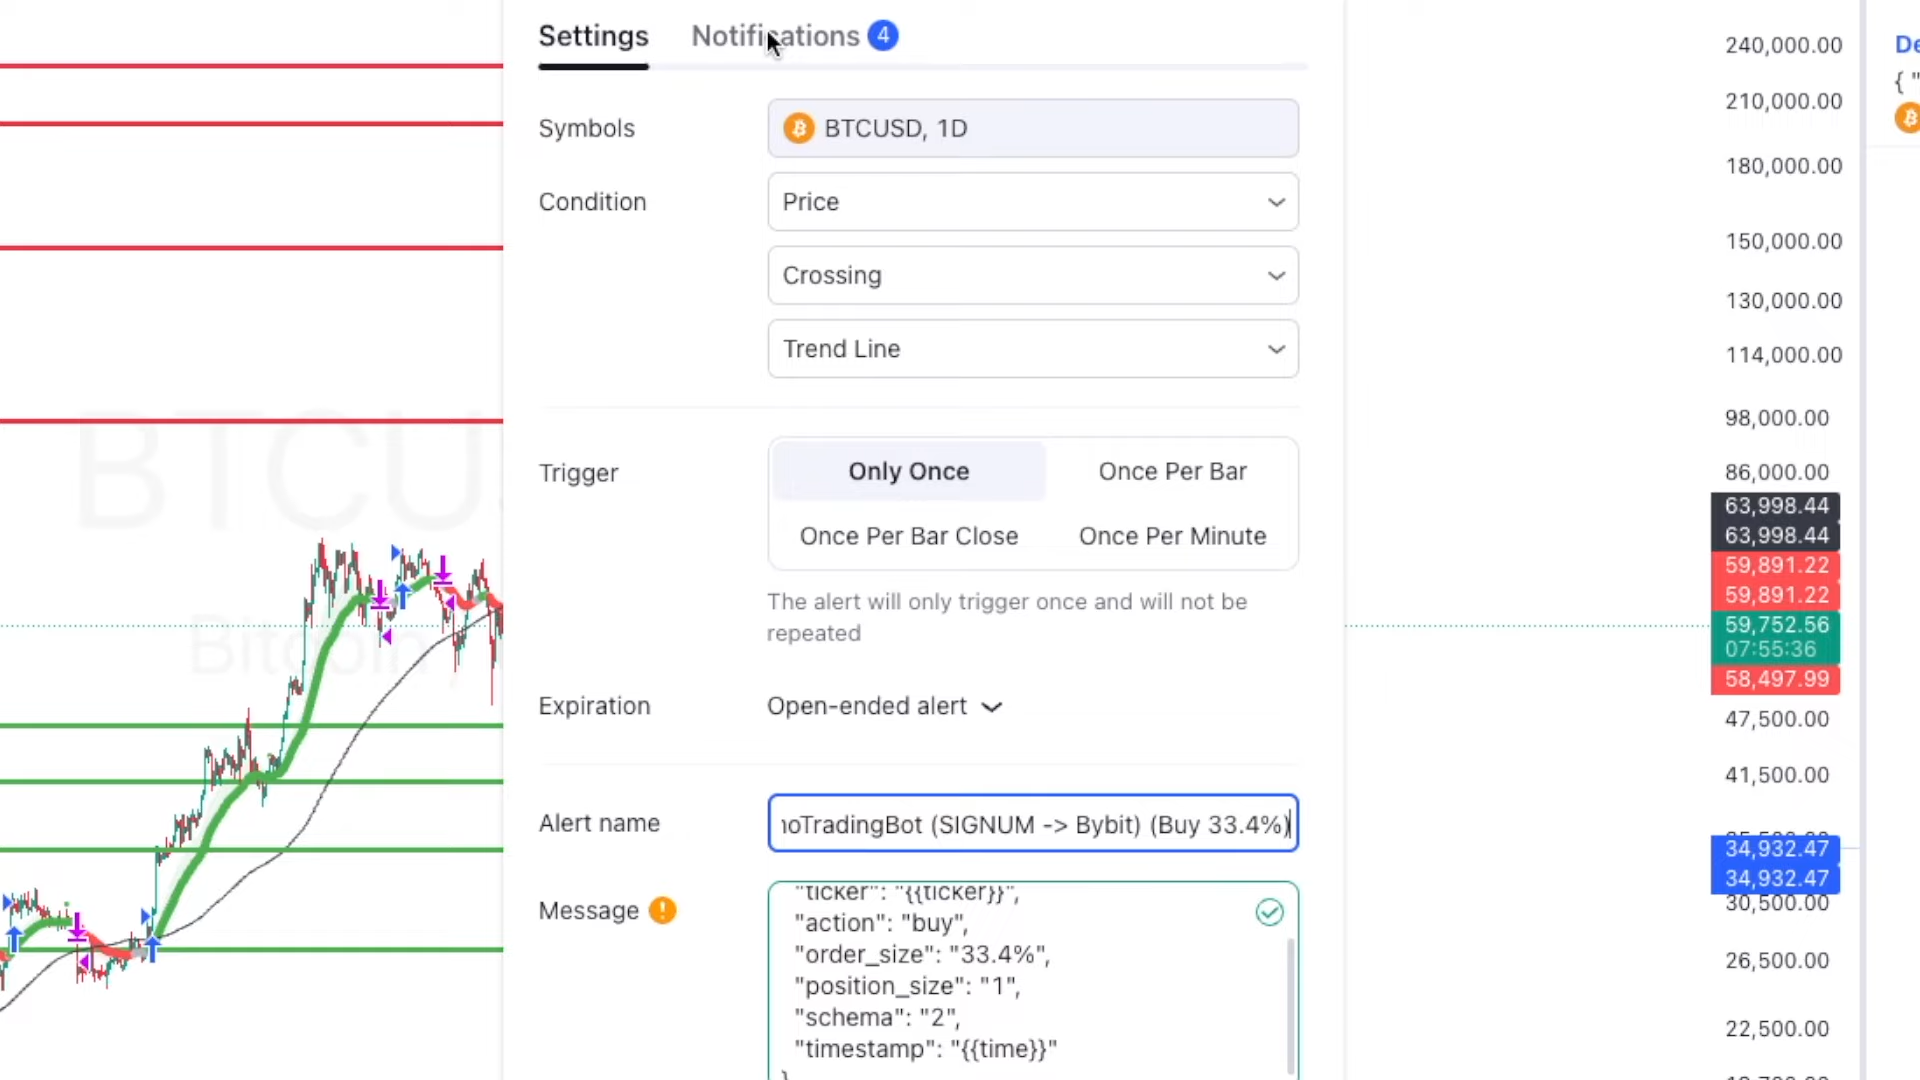 Settings
Notifications 4
Symbols
BTCUSD, 1D
Condition
Price
Crossing
Trend Line
Trigger
Only Once
Once Per Bar
Once Per Bar Close
Once Per Minute
The alert will only trigger once and will not be
repeated
Expiration
Open-ended alert
Alert name
noTradingBot (SIGNUM -> Bybit) (Buy 33.4%)
Message
"ticker": "{{ticker}}",
"action": "buy",
"order_size": "33.4%",
"position_size": "1",
"schema": "2",
"timestamp": "{{time}}"
}
BTCU
Bitcoin /
240,000.00
210,000.00
180,000.00
150,000.00
130,000.00
114,000.00
98,000.00
86,000.00
63,998.44
63,998.44
59,891.22
59,891.22
59,752.56
07:55:36
58,497.99
47,500.00
41,500.00
34,932.47
34,932.47
30,500.00
26,500.00
22,500.00
De
{ "